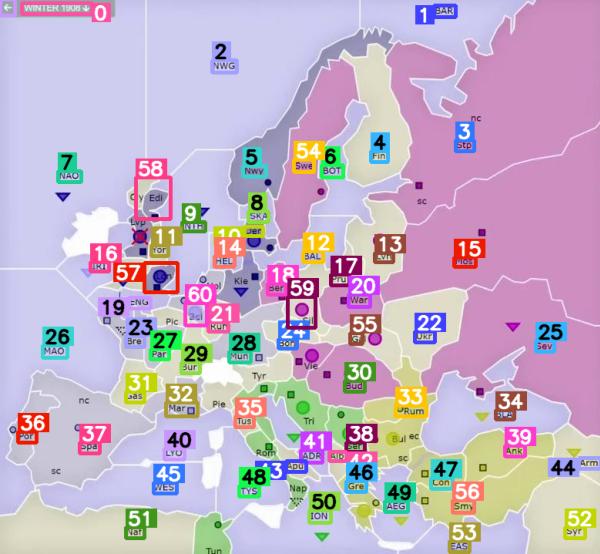 WINTER 1908 0
1 BAR
2 NWG
nc
3 Stp
4 Fin
5 Nwy
54 Swe
6 BOT
7 NAO
58
Cly Edi
sc
8 SKA
9 NTH
Lvp
11 Yor
10 Den
12 BAL
13 Lvn
14 HEL
15 Mos
16 IRI
57 Lon
Hol
Kie
17 Pru
18 Ber
20 War
59 Sil
60 Bel
ENG
19
21 Ruh
22 Ukr
23 Bre
Pic
24 Boh
55 Gal
25 Sev
26 MAO
27 Par
28 Mun
29 Bur
Vie
30 Bud
Tyr
31 Gas
32 Mar
33 Rum
34 BLA
nc
Pie
35 Tus
Tri
36 Por
37 Spa
38 Ser
Bul ec
39 Ank
40 LYO
Rom
41 ADR
Alb 42
44 Arm
45 WES
43 Apu
46 Gre
sc
47 Con
sc
48 TYS
Nap
49 AEG
56 Smy
50 ION
51 Naf
52 Syr
53 EAS
Tun